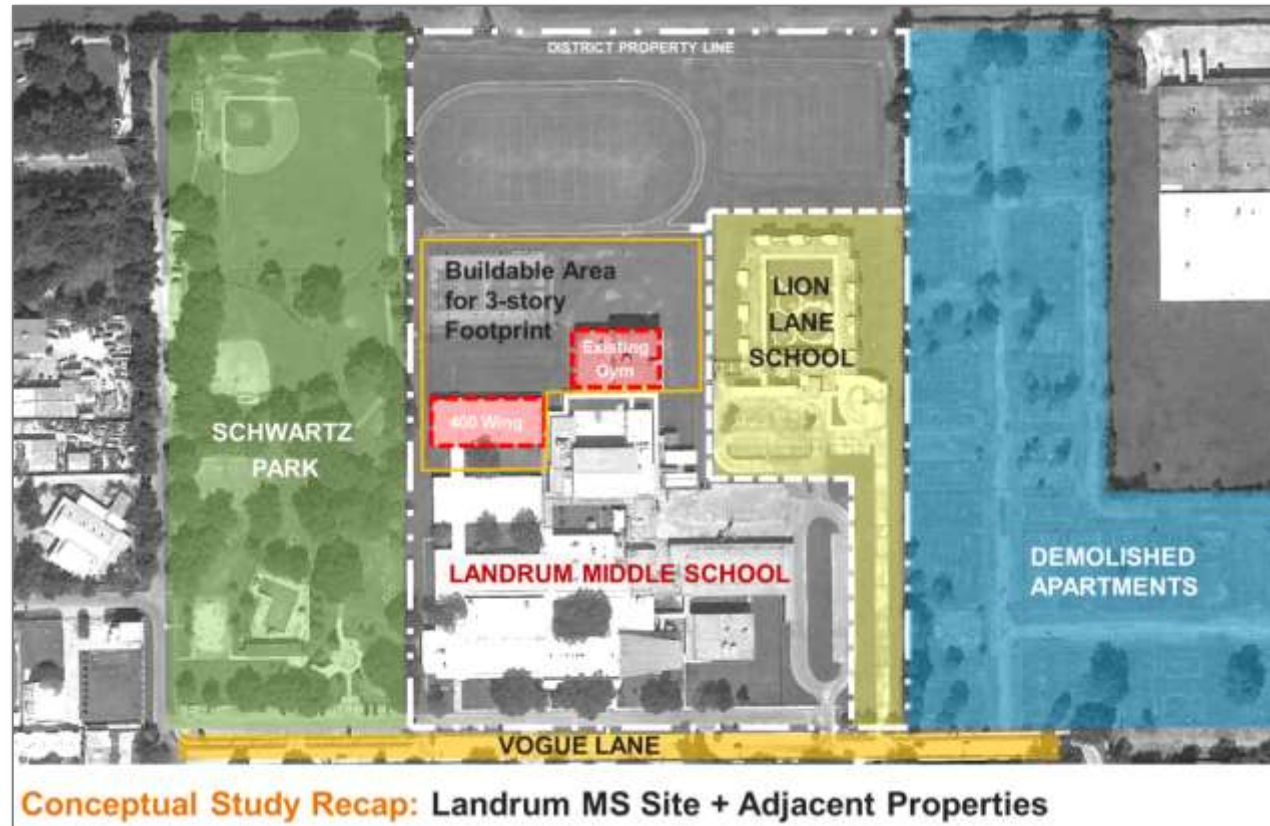 DISTRICT PROPERTY LINE
Buildable Area
for 3-story
Footprint
LION
LANE
SCHOOL
Existing
Gym
400 Wing
SCHWARTZ
PARK
LANDRUM MIDDLE SCHOOL
DEMOLISHED
APARTMENTS
VOGUE LANE
Conceptual Study Recap: Landrum MS Site + Adjacent Properties